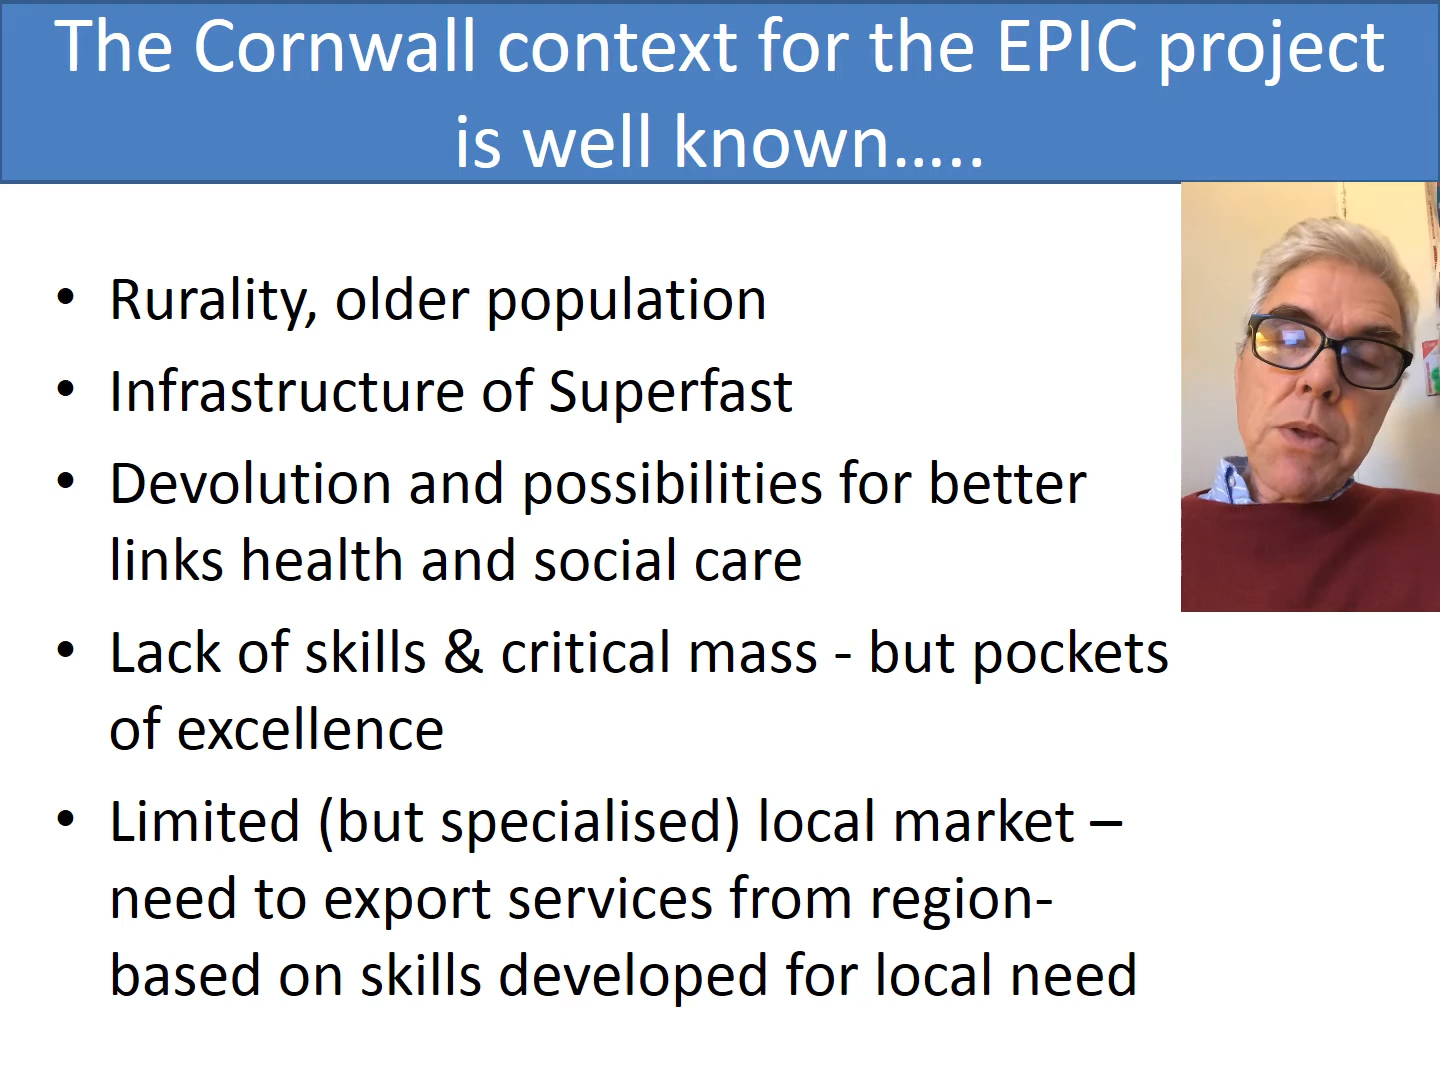 The Cornwall context for the EPIC project
is well known…..
• Rurality, older population
• Infrastructure of Superfast
• Devolution and possibilities for better
links health and social care
• Lack of skills & critical mass - but pockets
of excellence
• Limited (but specialised) local market –
need to export services from region-
based on skills developed for local need